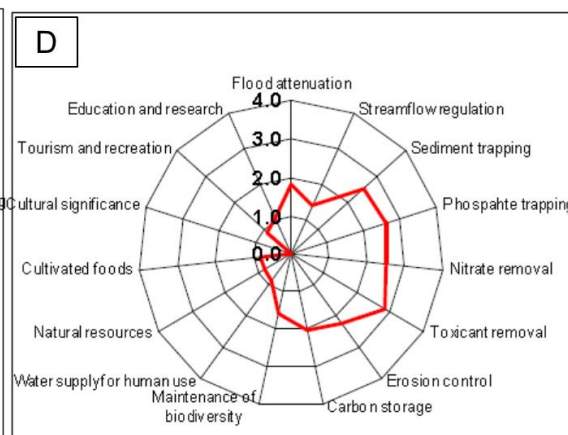 D
Flood attenuation
4.0
Education and research
Streamflow regulation
3.0
Tourism and recreation
Sediment trapping
2.0
Cultural significance
Phospahte trapping
1.0
0.0
Cultivated foods
Nitrate removal
Natural resources
Toxicant removal
Water supply for human use
Erosion control
Maintenance of
biodiversity
Carbon storage